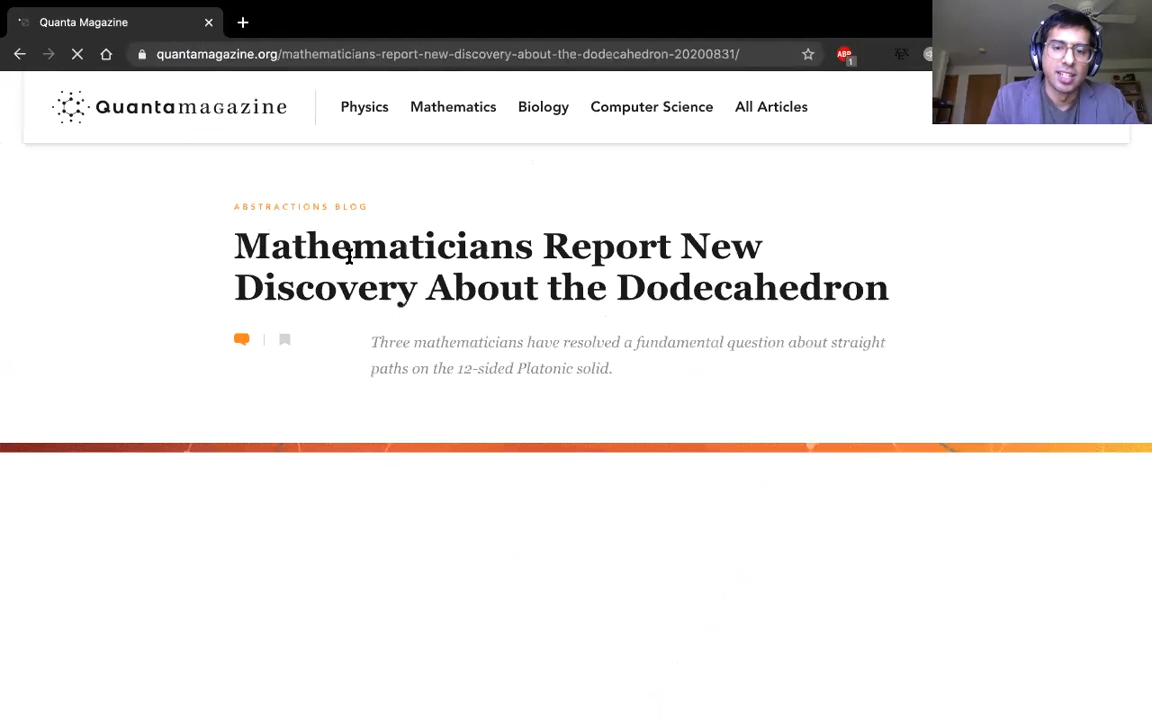 Quanta Magazine
quantamagazine.org/mathematicians-report-new-discovery-about-the-dodecahedron-20200831/
ABP
1
Quantamagazine
Physics
Mathematics
Biology
Computer Science
All Articles
ABSTRACTIONS BLOG
Mathematicians Report New
Discovery About the Dodecahedron
Three mathematicians have resolved a fundamental question about straight
paths on the 12-sided Platonic solid.